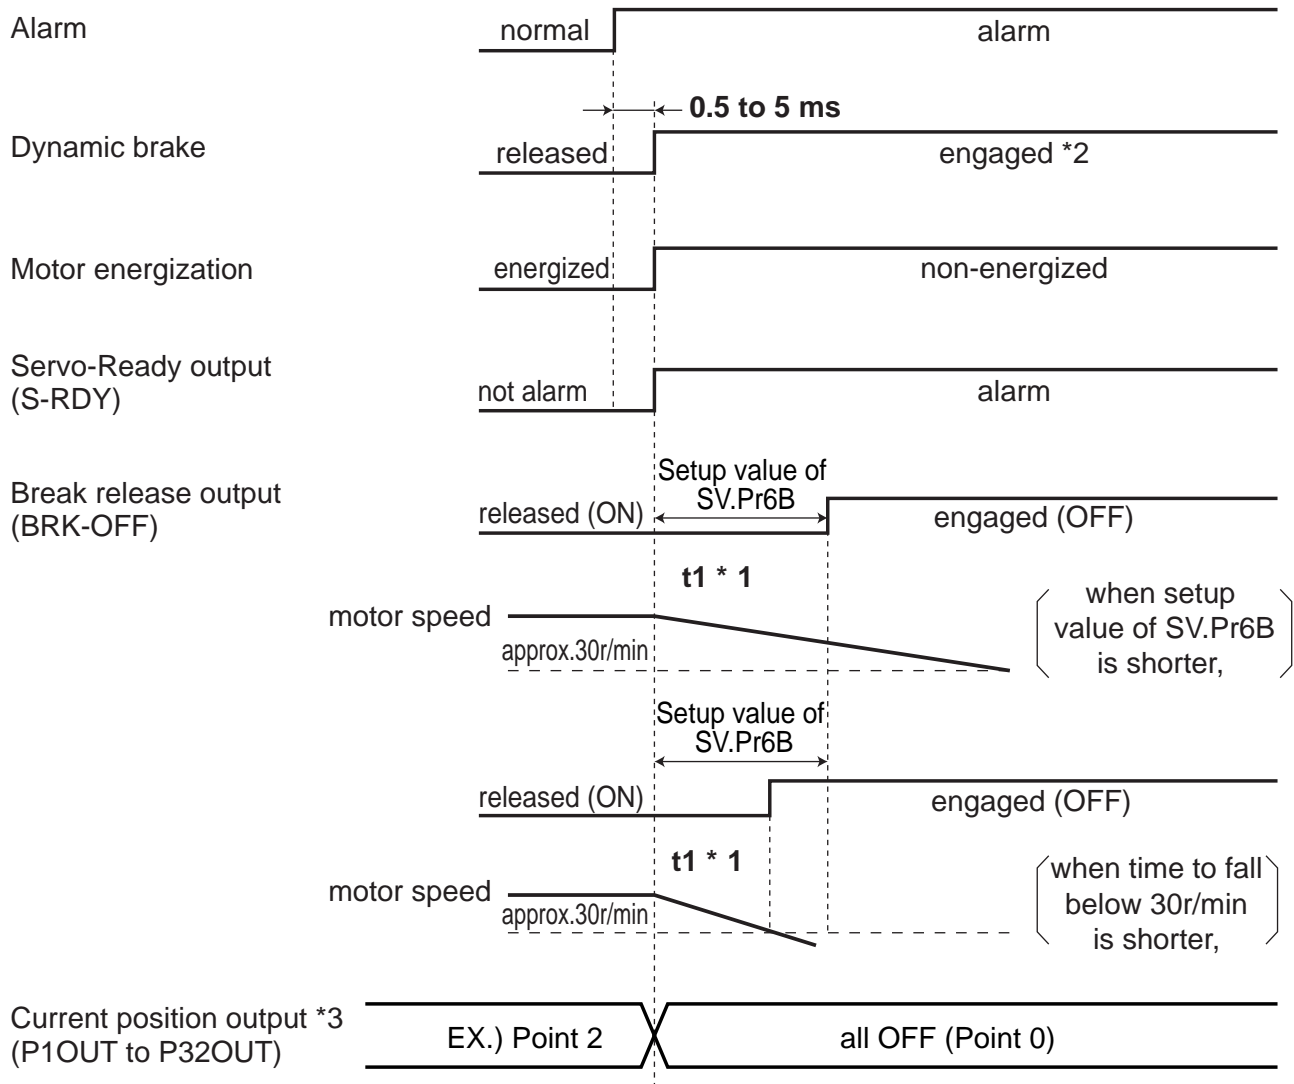 Alarm
normal
alarm
0.5 to 5 ms
Dynamic brake
released
engaged *2
Motor energization
energized
non-energized
Servo-Ready output
(S-RDY)
not alarm
alarm
Setup value of
SV.Pr6B
Break release output
(BRK-OFF)
released (ON)
engaged (OFF)
t1 * 1
motor speed
approx.30r/min
when setup
value of SV.Pr6B
is shorter,
Setup value of
SV.Pr6B
released (ON)
engaged (OFF)
t1 * 1
motor speed
approx.30r/min
when time to fall
below 30r/min
is shorter,
Current position output *3
(P1OUT to P32OUT)
EX.) Point 2
all OFF (Point 0)